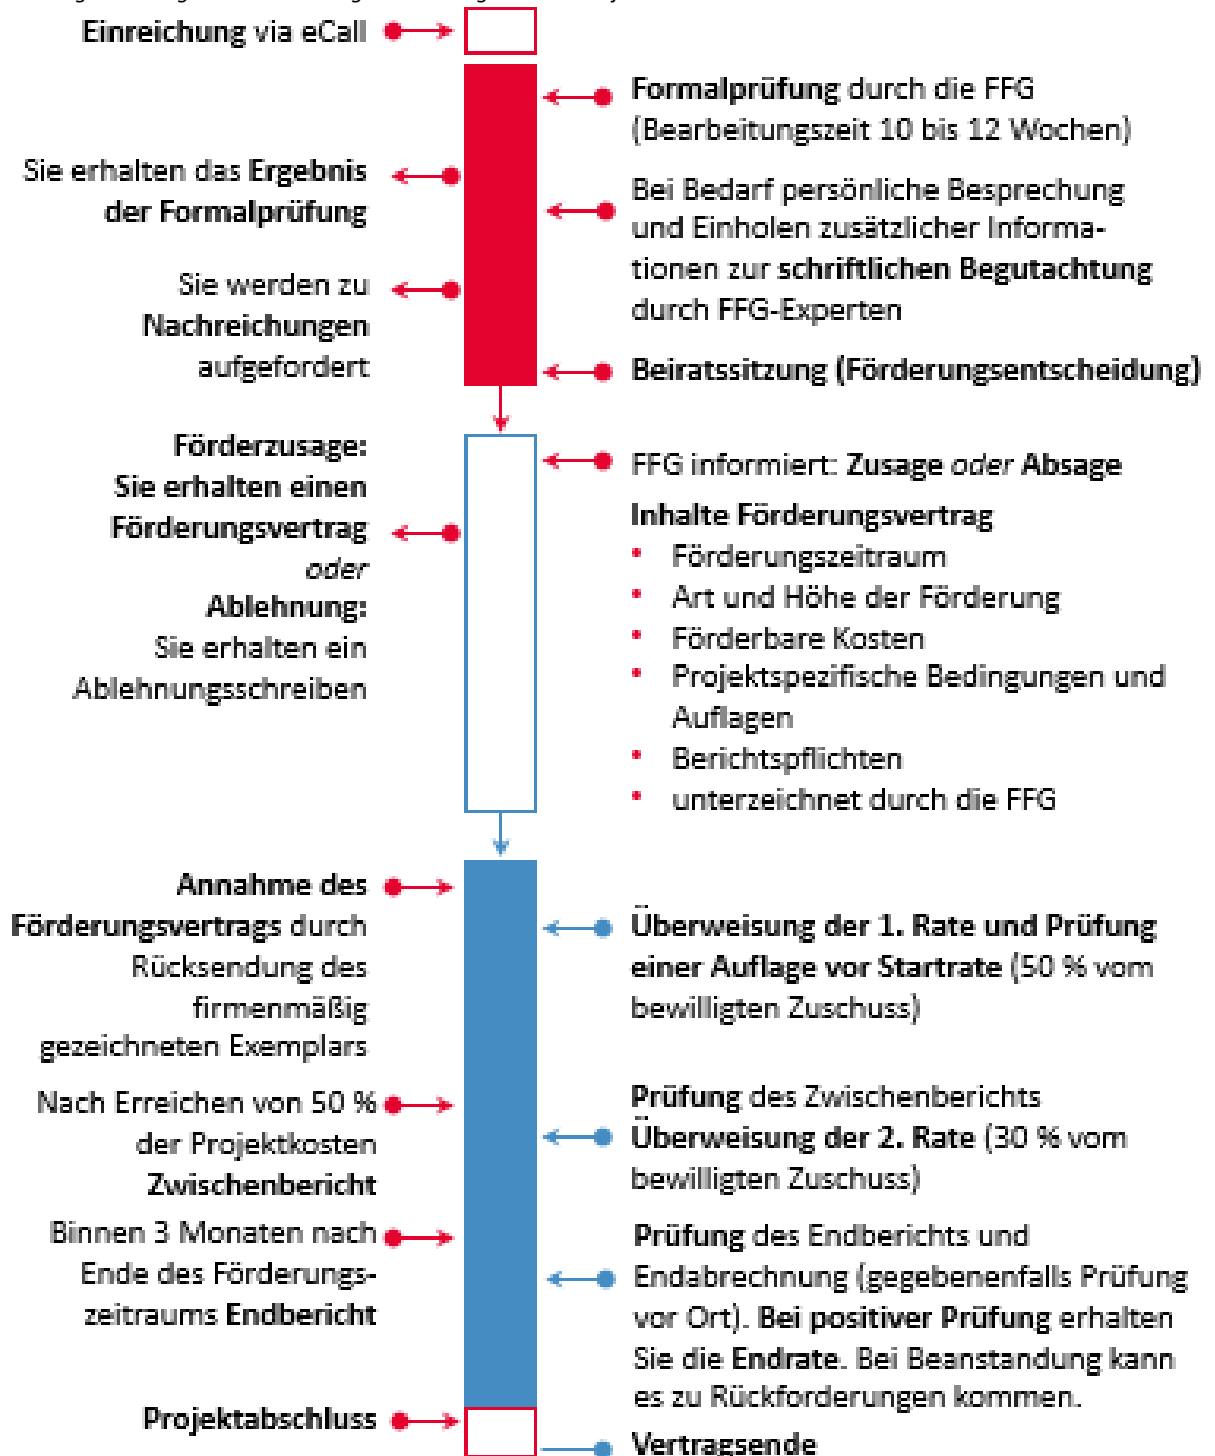 Einreichung via eCall
Formalprüfung durch die FFG
(Bearbeitungszeit 10 bis 12 Wochen)
Sie erhalten das Ergebnis
der Formalprüfung
Bei Bedarf persönliche Besprechung
und Einholen zusätzlicher Informa-
tionen zur schriftlichen Begutachtung
durch FFG-Experten
Sie werden zu
Nachreichungen
aufgefordert
Beiratssitzung (Förderungsentscheidung)
Förderzusage:
Sie erhalten einen
Förderungsvertrag
oder
Ablehnung:
Sie erhalten ein
Ablehnungsschreiben
FFG informiert: Zusage oder Absage
Inhalte Förderungsvertrag
• Förderungszeitraum
• Art und Höhe der Förderung
• Förderbare Kosten
• Projektspezifische Bedingungen und
Auflagen
• Berichtspflichten
• unterzeichnet durch die FFG
Annahme des
Förderungsvertrags durch
Rücksendung des
firmenmäßig
gezeichneten Exemplars
Überweisung der 1. Rate und Prüfung
einer Auflage vor Startrate (50 % vom
bewilligten Zuschuss)
Nach Erreichen von 50 %
der Projektkosten
Zwischenbericht
Prüfung des Zwischenberichts
Überweisung der 2. Rate (30 % vom
bewilligten Zuschuss)
Binnen 3 Monaten nach
Ende des Förderungs-
zeitraums Endbericht
Prüfung des Endberichts und
Endabrechnung (gegebenenfalls Prüfung
vor Ort). Bei positiver Prüfung erhalten
Sie die Endrate. Bei Beanstandung kann
es zu Rückforderungen kommen.
Projektabschluss
Vertragsende